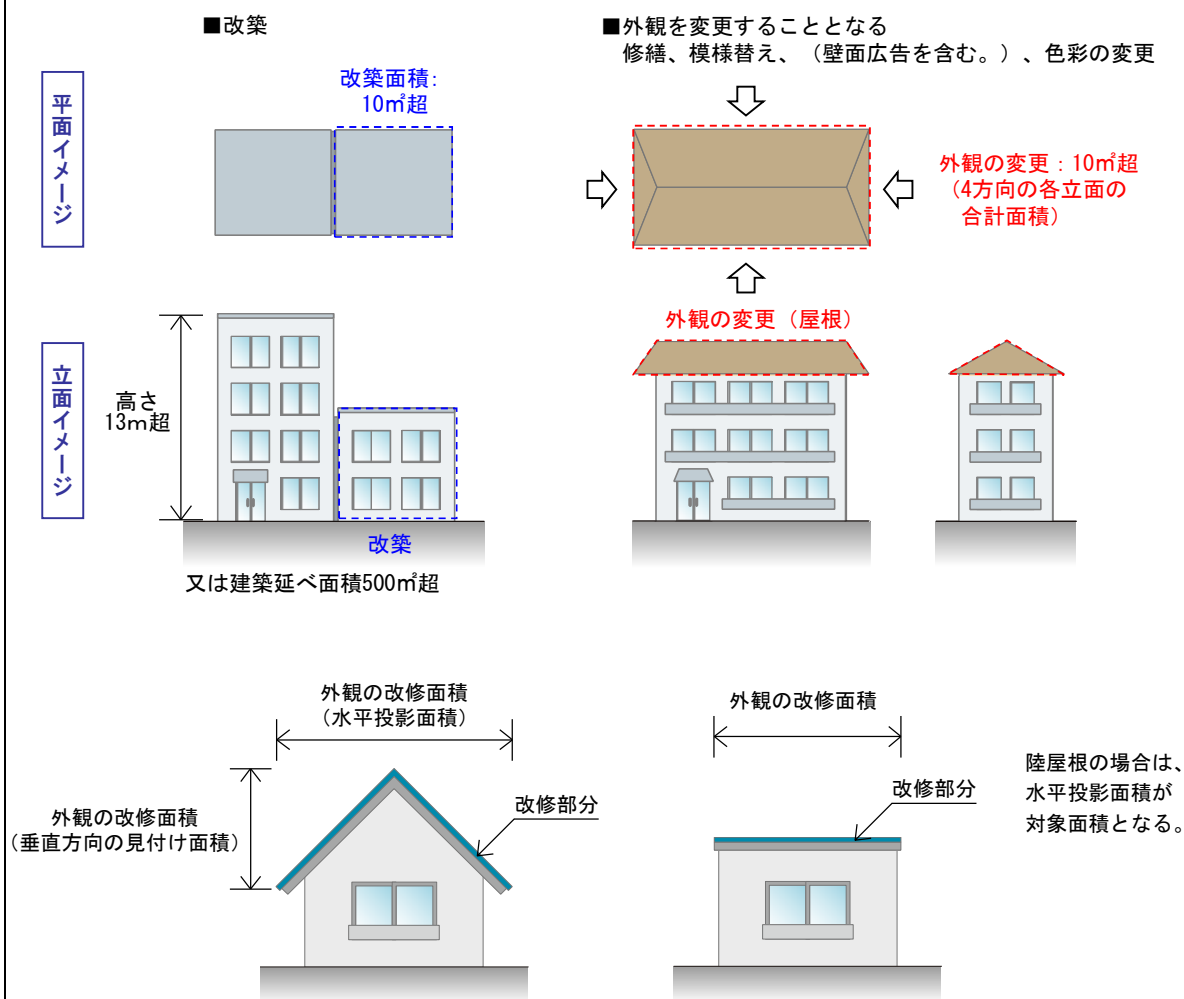 ■改築
■外観を変更することとなる
修繕、模様替え、（壁面広告を含む。）、色彩の変更
平面イメージ
改築面積：
10㎡超
外観の変更：10㎡超
（4方向の各立面の
合計面積）
立面イメージ
高さ
13ｍ超
改築
又は建築延べ面積500㎡超
外観の変更（屋根）
外観の改修面積
（水平投影面積）
外観の改修面積
（垂直方向の見付け面積）
改修部分
外観の改修面積
改修部分
陸屋根の場合は、
水平投影面積が
対象面積となる。